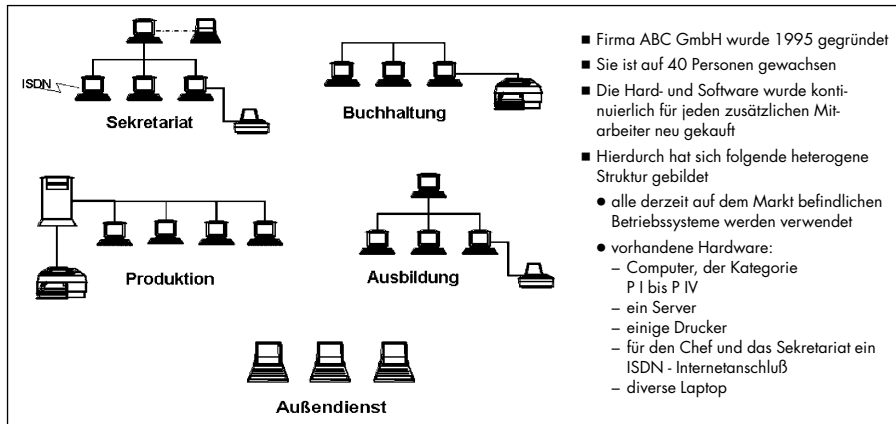 ISDN
Sekretariat
Buchhaltung
Produktion
Ausbildung
Außendienst
■ Firma ABC GmbH wurde 1995 gegründet
■ Sie ist auf 40 Personen gewachsen
■ Die Hard- und Software wurde konti-
nuierlich für jeden zusätzlichen Mit-
arbeiter neu gekauft
■ Hierdurch hat sich folgende heterogene
Struktur gebildet
● alle derzeit auf dem Markt befindlichen
Betriebssysteme werden verwendet
● vorhandene Hardware:
– Computer, der Kategorie
P I bis P IV
– ein Server
– einige Drucker
– für den Chef und das Sekretariat ein
ISDN - Internetanschluß
– diverse Laptop